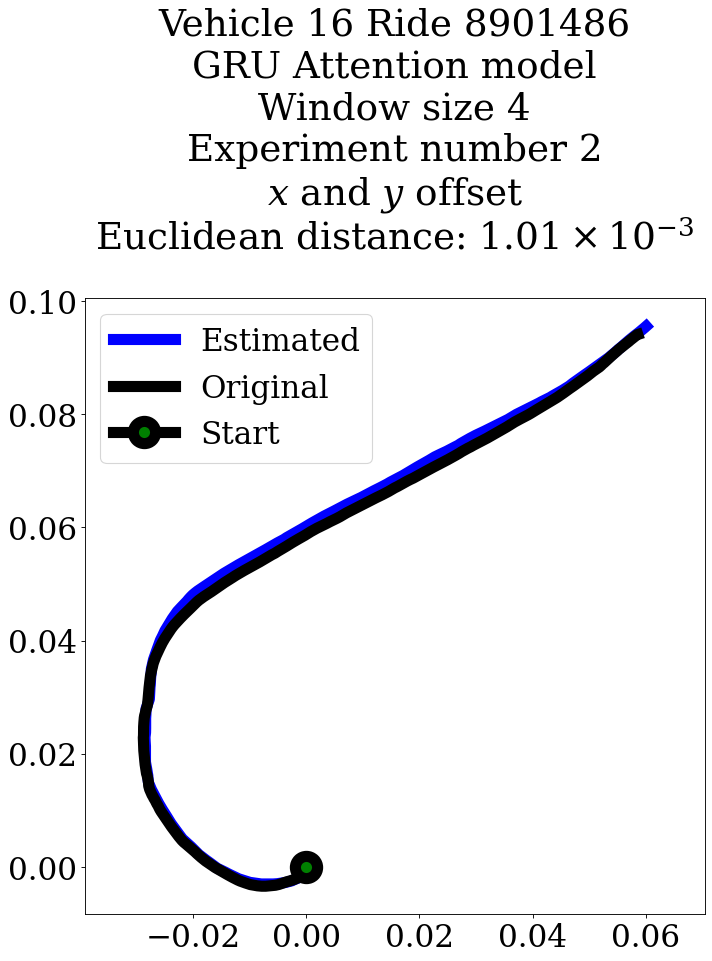 Vehicle 16 Ride 8901486
GRU Attention model
Window size 4
Experiment number 2
x and y offset
Euclidean distance: 1.01 × 10⁻³
0.10
Estimated
Original
Start
0.08
0.06
0.04
0.02
0.00
−0.02 0.00 0.02 0.04 0.06